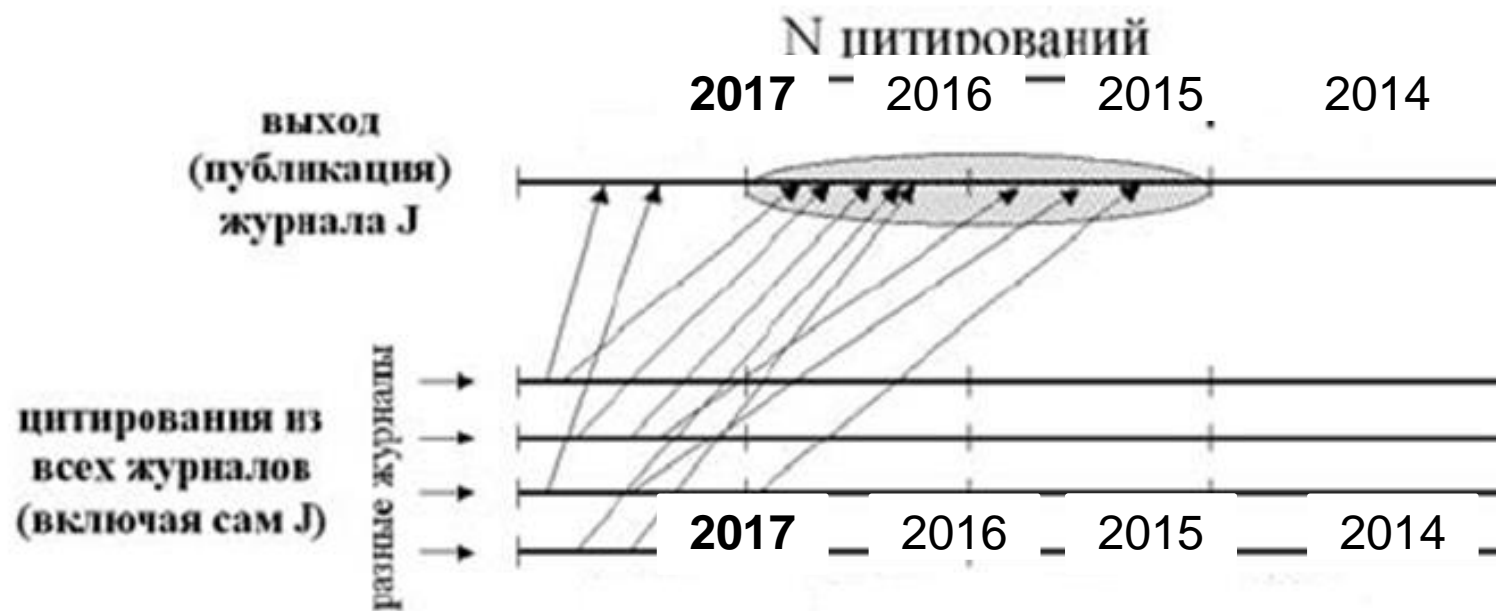 N цитирований
2017 2016 2015 2014
выход
(публикация)
журнала J
разные журналы
цитирования из
всех журналов
(включая сам J)
2017 2016 2015 2014